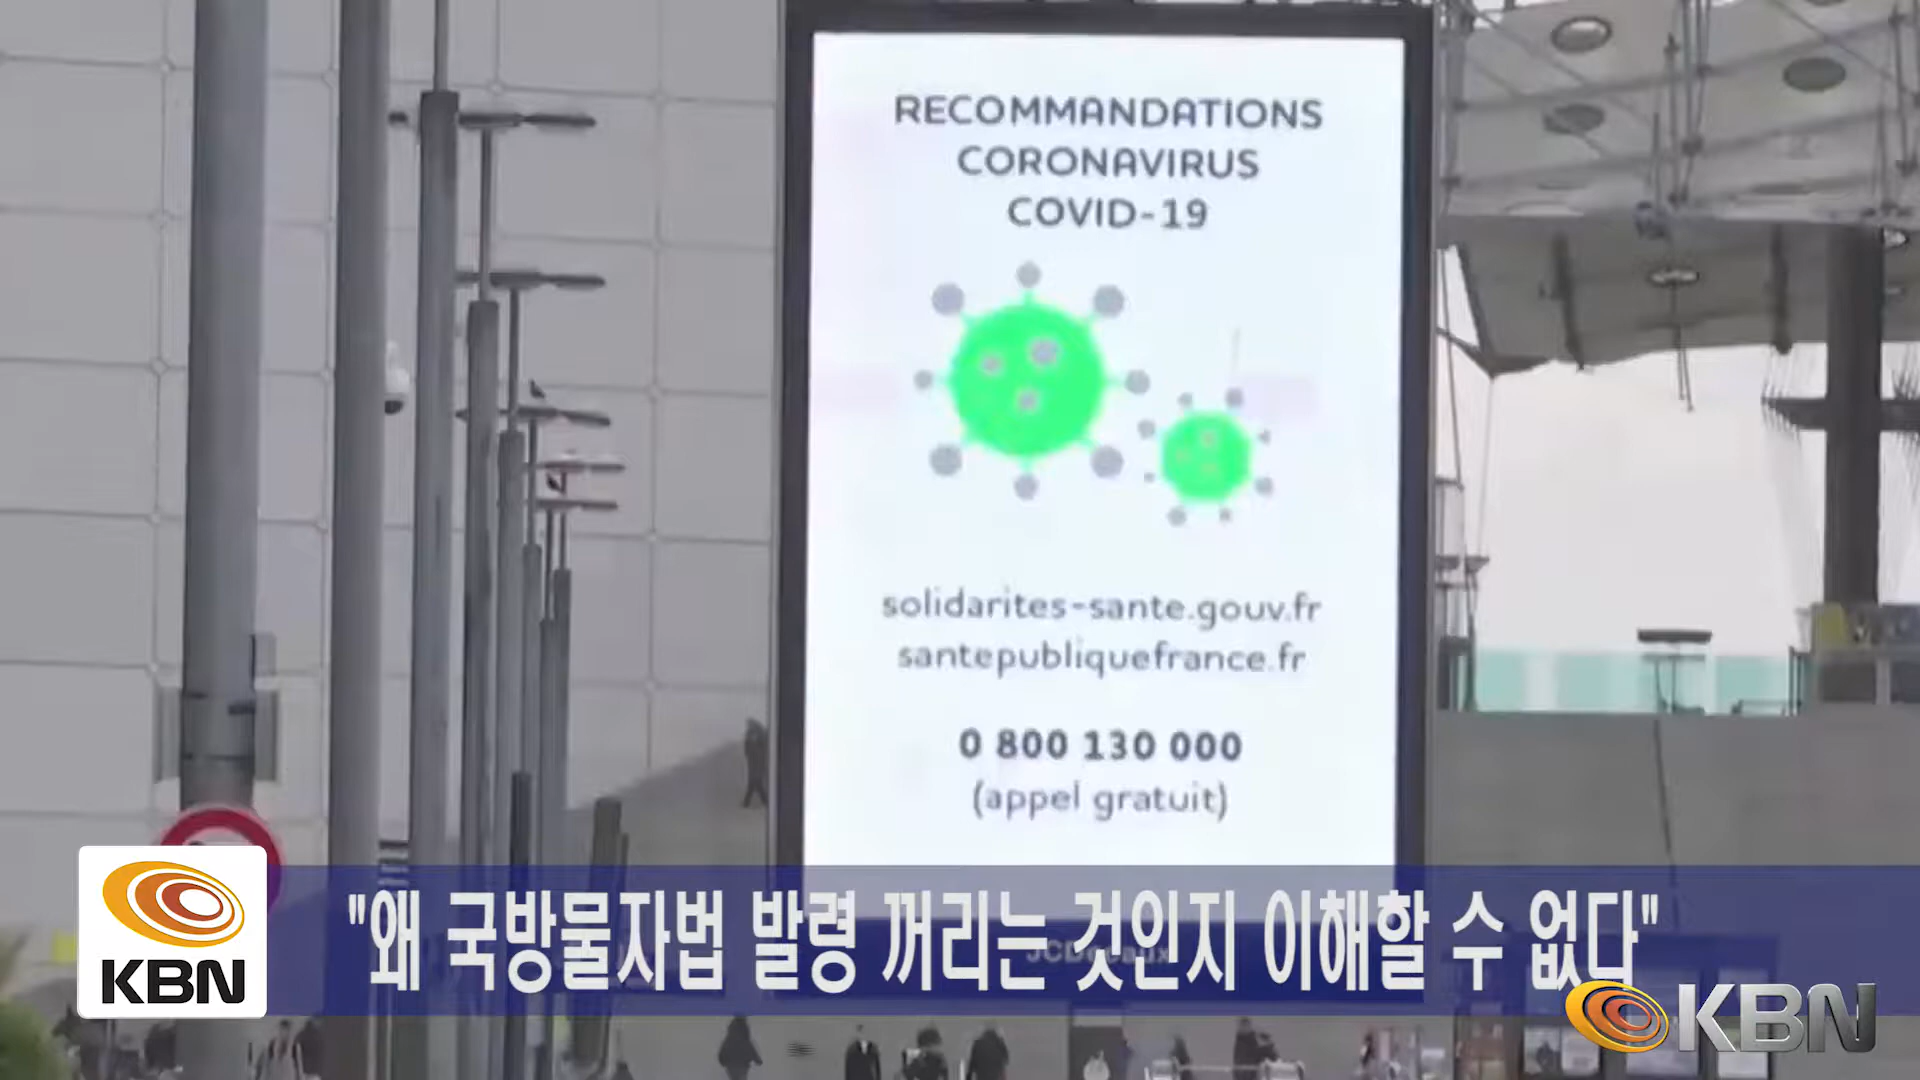 RECOMMANDATIONS
CORONAVIRUS
COVID-19
solidarites-sante.gouv.fr
santepubliquefrance.fr
0 800 130 000
(appel gratuit)
JCDecaux
"왜 국방물자법 발령 꺼리는 것인지 이해할 수 없다"
KBN
KBN